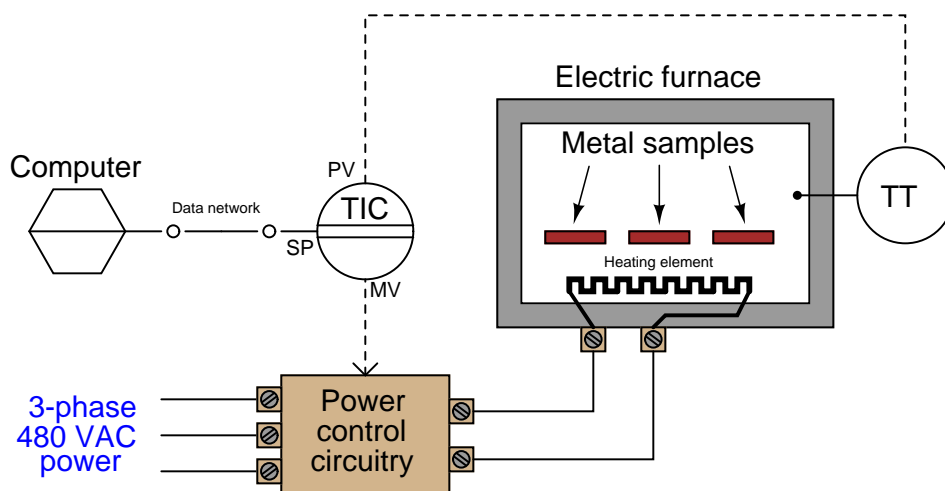 Electric furnace
Metal samples
Computer
PV
Data network
TIC
TT
SP
Heating element
MV
3-phase
480 VAC
power
Power
control
circuitry